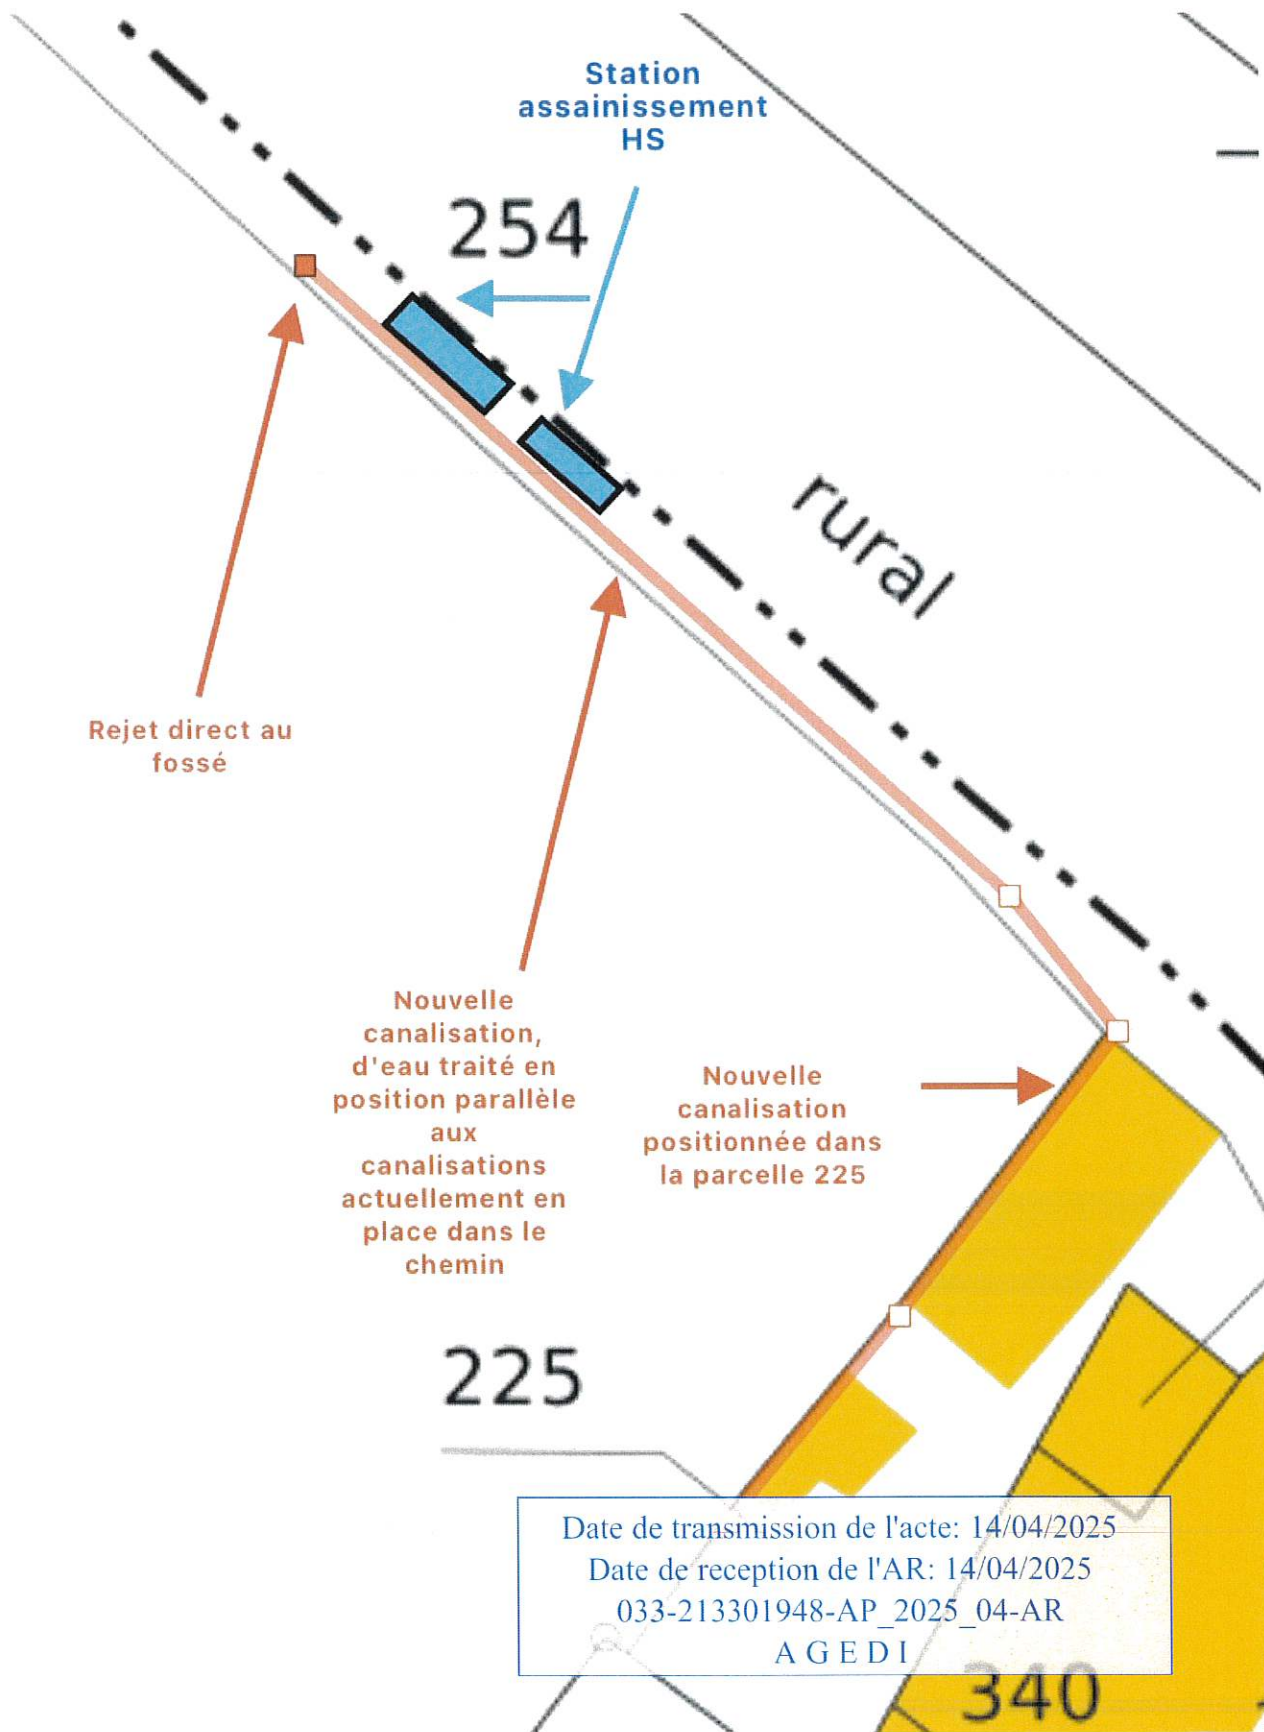 Station
assainissement
HS
254
rural
Rejet direct au
fossé
Nouvelle
canalisation,
d'eau traité en
position parallèle
aux
canalisations
actuellement en
place dans le
chemin
Nouvelle
canalisation
positionnée dans
la parcelle 225
225
Date de transmission de l'acte: 14/04/2025
Date de reception de l'AR: 14/04/2025
033-213301948-AP_2025_04-AR
A G E D I
340